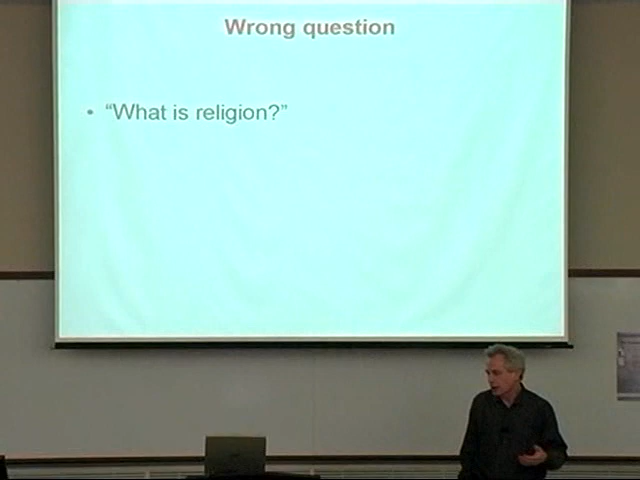 Wrong question
• “What is religion?”